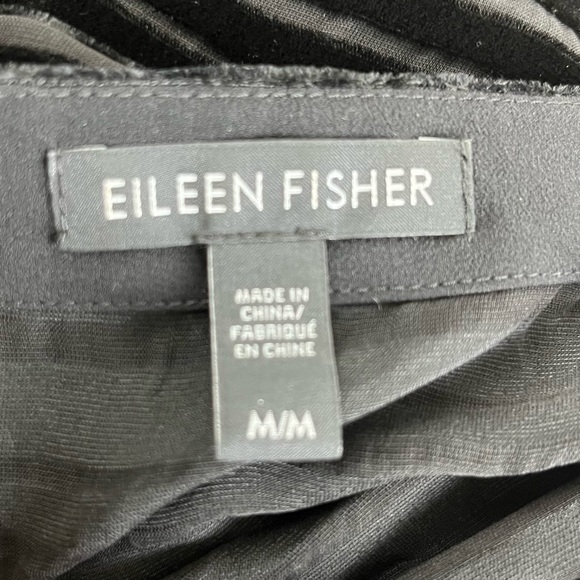 EILEEN FISHER
MADE IN
CHINA/
FABRIQUÉ
EN CHINE
M/M